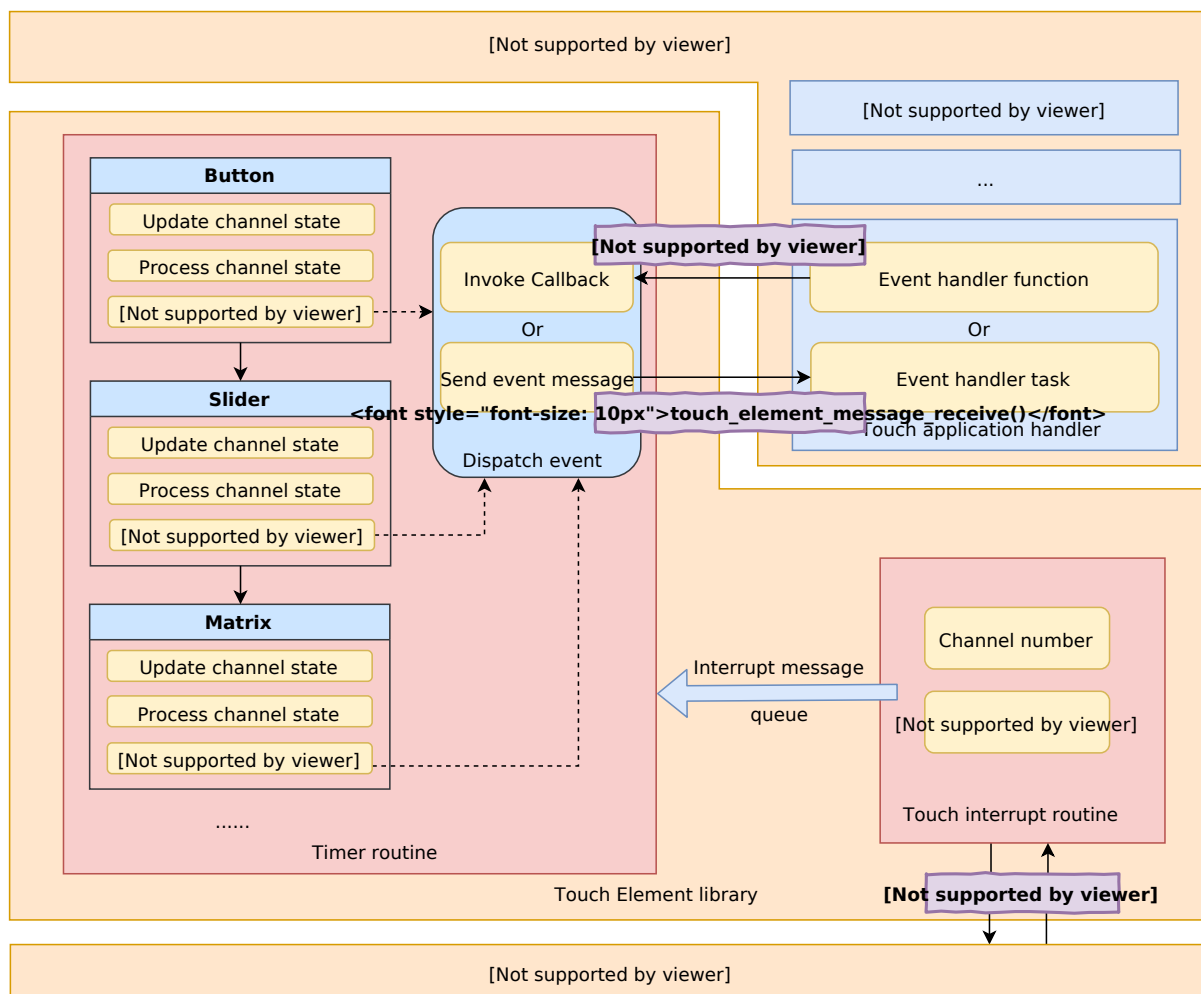 [Not supported by viewer]
[Not supported by viewer]
...
Button
Update channel state
Process channel state
[Not supported by viewer]
Slider
Update channel state
Process channel state
[Not supported by viewer]
Matrix
Update channel state
Process channel state
[Not supported by viewer]
......
Timer routine
Invoke Callback
Or
Send event message
Dispatch event
[Not supported by viewer]
<font style="font-size: 10px">touch_element_message_receive()</font>
Event handler function
Or
Event handler task
Touch application handler
Interrupt message
queue
Channel number
[Not supported by viewer]
Touch interrupt routine
[Not supported by viewer]
Touch Element library
[Not supported by viewer]